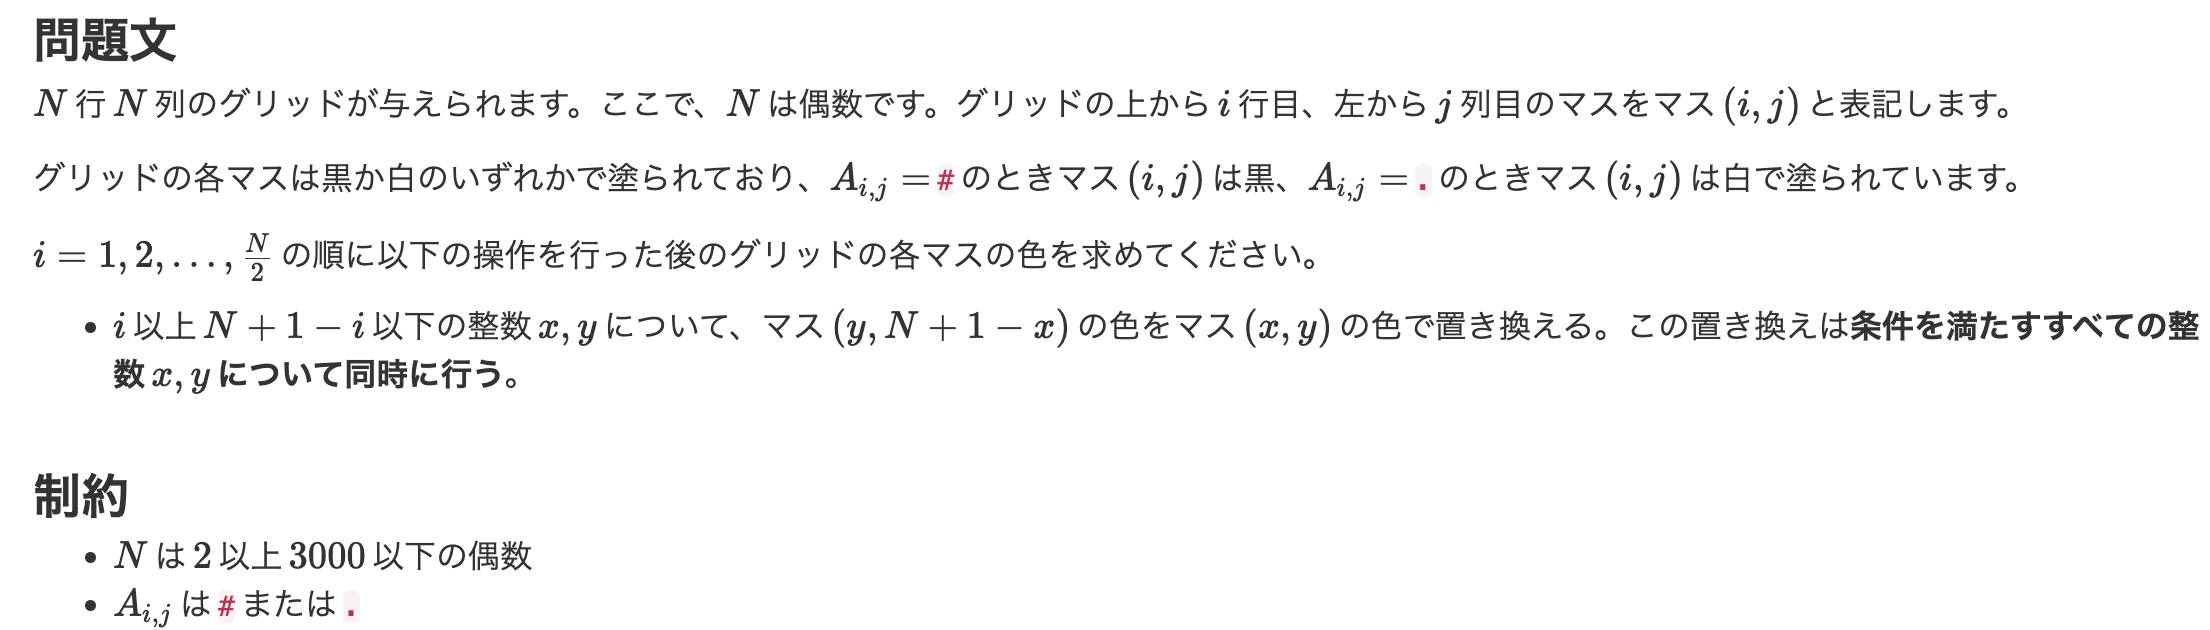 問題文
N 行 N 列のグリッドが与えられます。ここで、N は偶数です。グリッドの上から i 行目、左から j 列目のマスをマス (i, j) と表記します。
グリッドの各マスは黒か白のいずれかで塗られており、A_{i,j} = # のときマス (i, j) は黒、A_{i,j} = . のときマス (i, j) は白で塗られています。
i = 1, 2, …, \frac{N}{2} の順に以下の操作を行った後のグリッドの各マスの色を求めてください。
• i 以上 N + 1 − i 以下の整数 x, y について、マス (y, N + 1 − x) の色をマス (x, y) の色で置き換える。この置き換えは条件を満たすすべての整
数 x, y について同時に行う。
制約
• N は 2 以上 3000 以下の偶数
• A_{i,j} は # または .